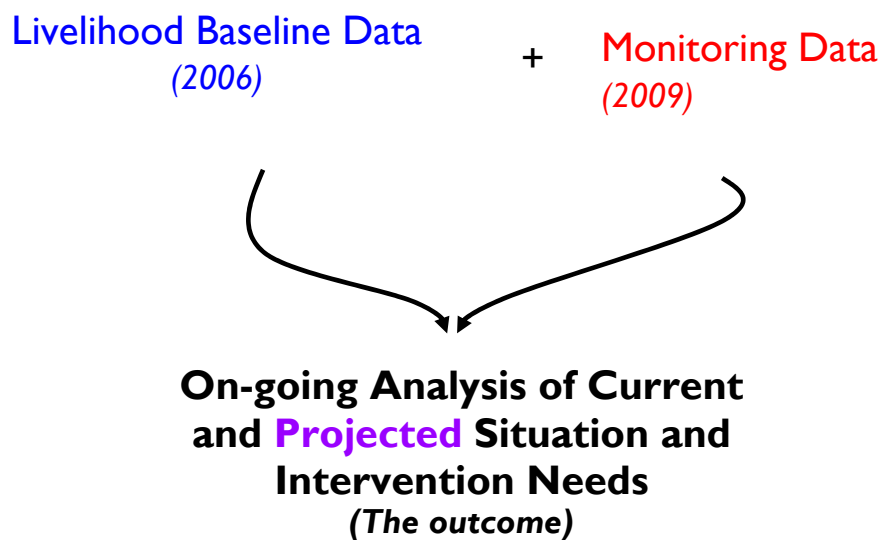 Livelihood Baseline Data
(2006)
+
Monitoring Data
(2009)
On-going Analysis of Current
and Projected Situation and
Intervention Needs
(The outcome)